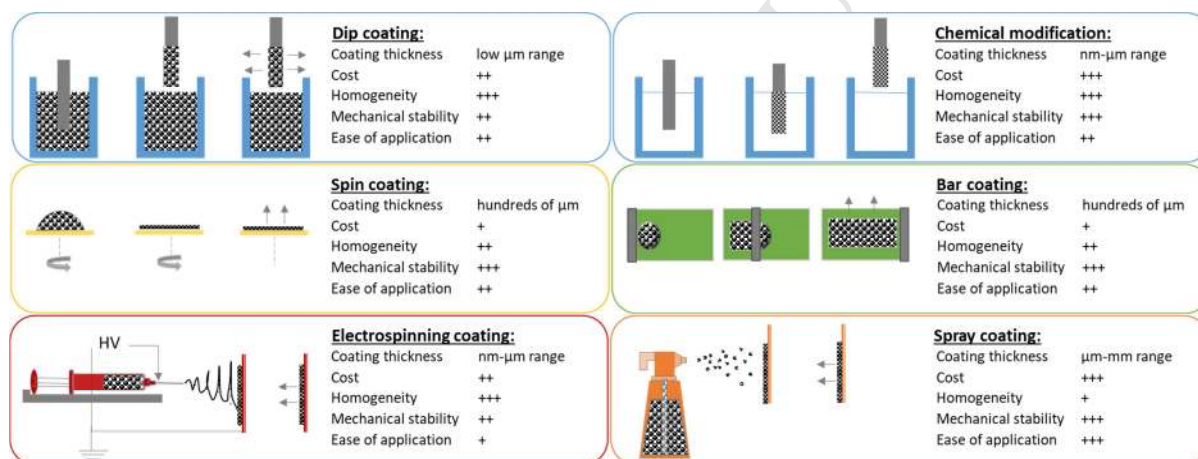 Dip coating:
Coating thickness low µm range
Cost ++
Homogeneity +++
Mechanical stability ++
Ease of application ++
Chemical modification:
Coating thickness nm-µm range
Cost +++
Homogeneity +++
Mechanical stability +++
Ease of application ++
Spin coating:
Coating thickness hundreds of µm
Cost +
Homogeneity ++
Mechanical stability +++
Ease of application ++
Bar coating:
Coating thickness hundreds of µm
Cost +
Homogeneity ++
Mechanical stability +++
Ease of application ++
HV
Electrospinning coating:
Coating thickness nm-µm range
Cost ++
Homogeneity +++
Mechanical stability ++
Ease of application +
Spray coating:
Coating thickness µm-mm range
Cost +++
Homogeneity +
Mechanical stability +++
Ease of application +++